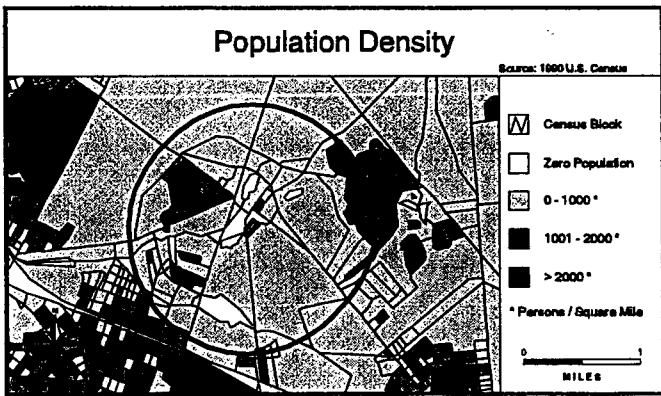 Population Density
Source: 1990 U.S. Census
Census Block
Zero Population
0 - 1000 *
1001 - 2000 *
> 2000 *
* Persons / Square Mile
0 1
MILES